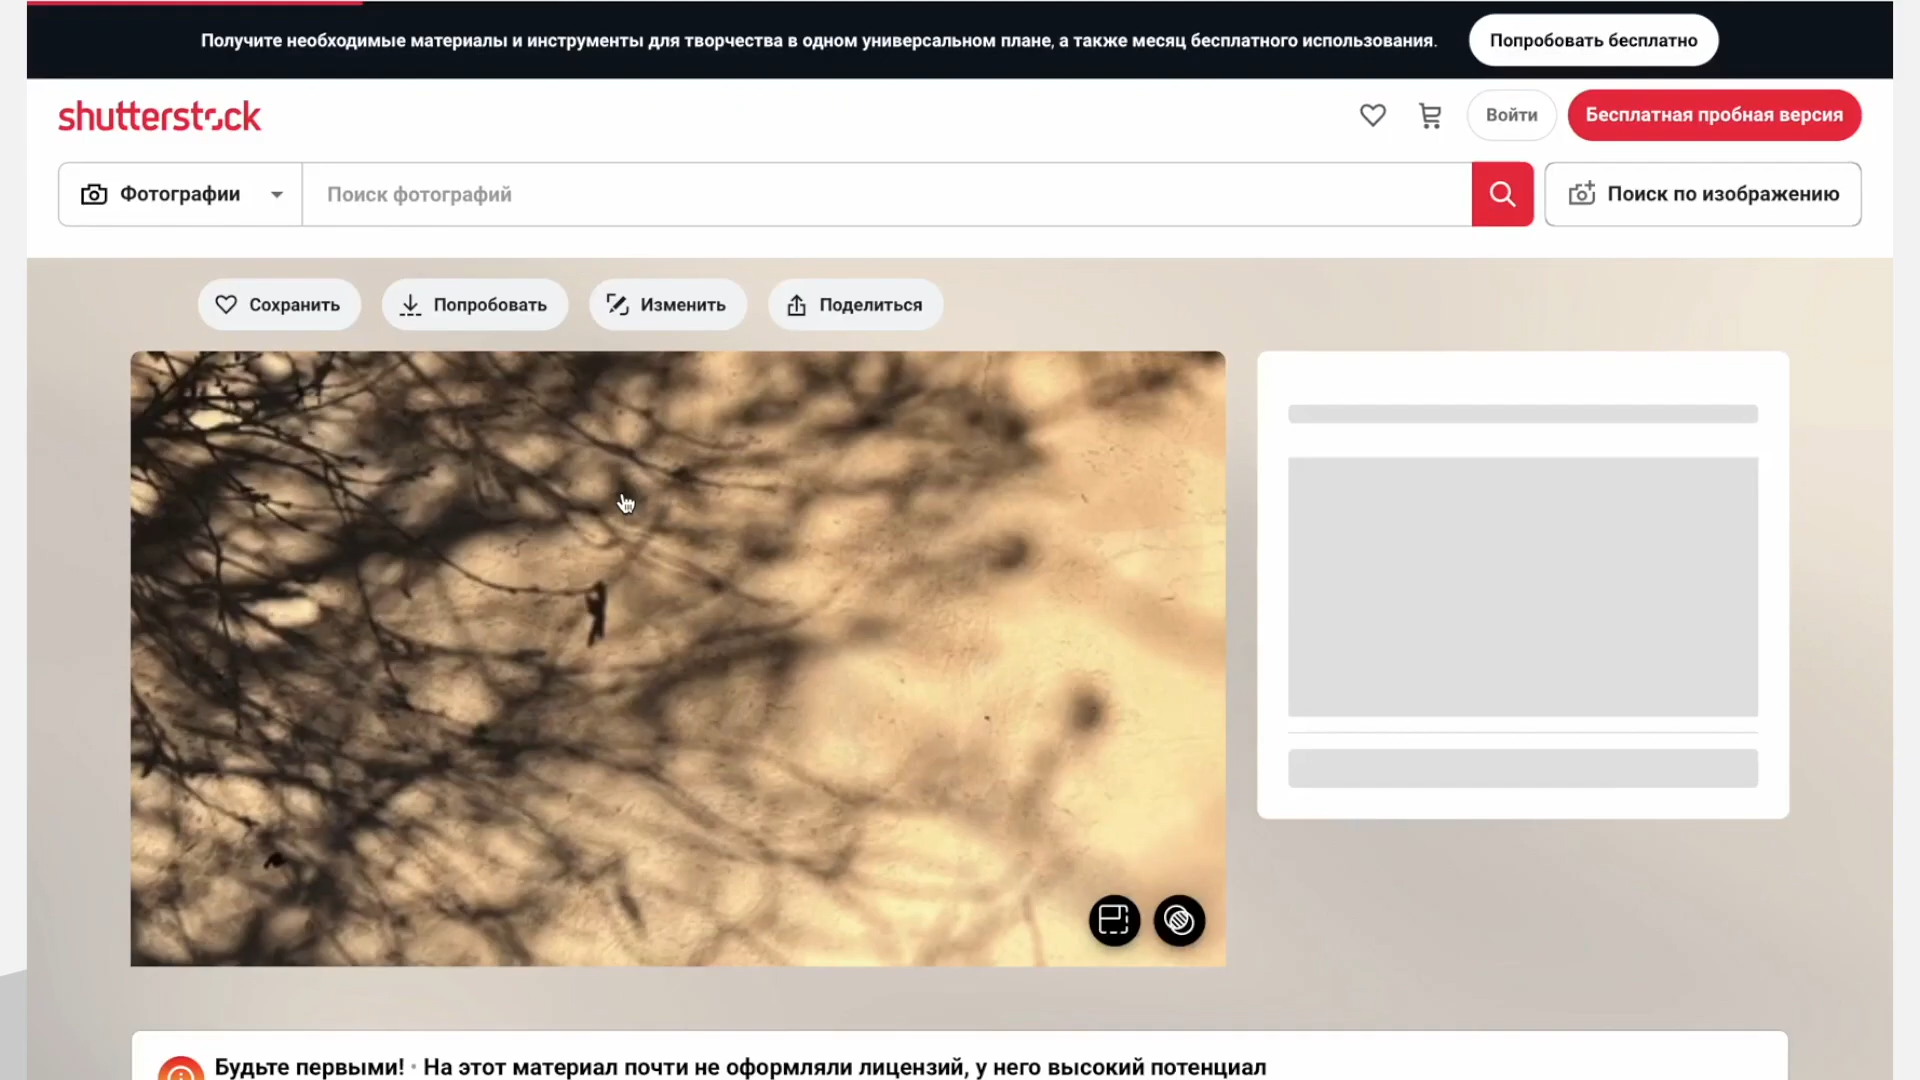 Получите необходимые материалы и инструменты для творчества в одном универсальном плане, а также месяц бесплатного использования.
Попробовать бесплатно
shutterstock
Войти
Бесплатная пробная версия
Фотографии
Поиск фотографий
Поиск по изображению
Сохранить
Попробовать
Изменить
Поделиться
Будьте первыми! · На этот материал почти не оформляли лицензий, у него высокий потенциал